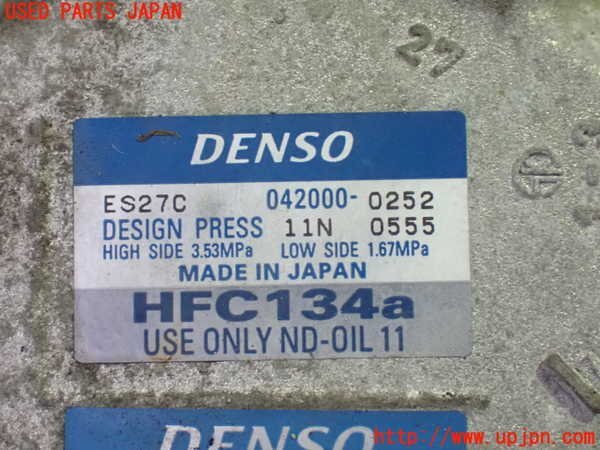 USED PARTS JAPAN
27
DENSO
ES27C 042000-0252
DESIGN PRESS 11N 0555
HIGH SIDE 3.53MPa LOW SIDE 1.67MPa
MADE IN JAPAN
HFC134a
USE ONLY ND-OIL 11
DENSO
http://www.upjpn.com/